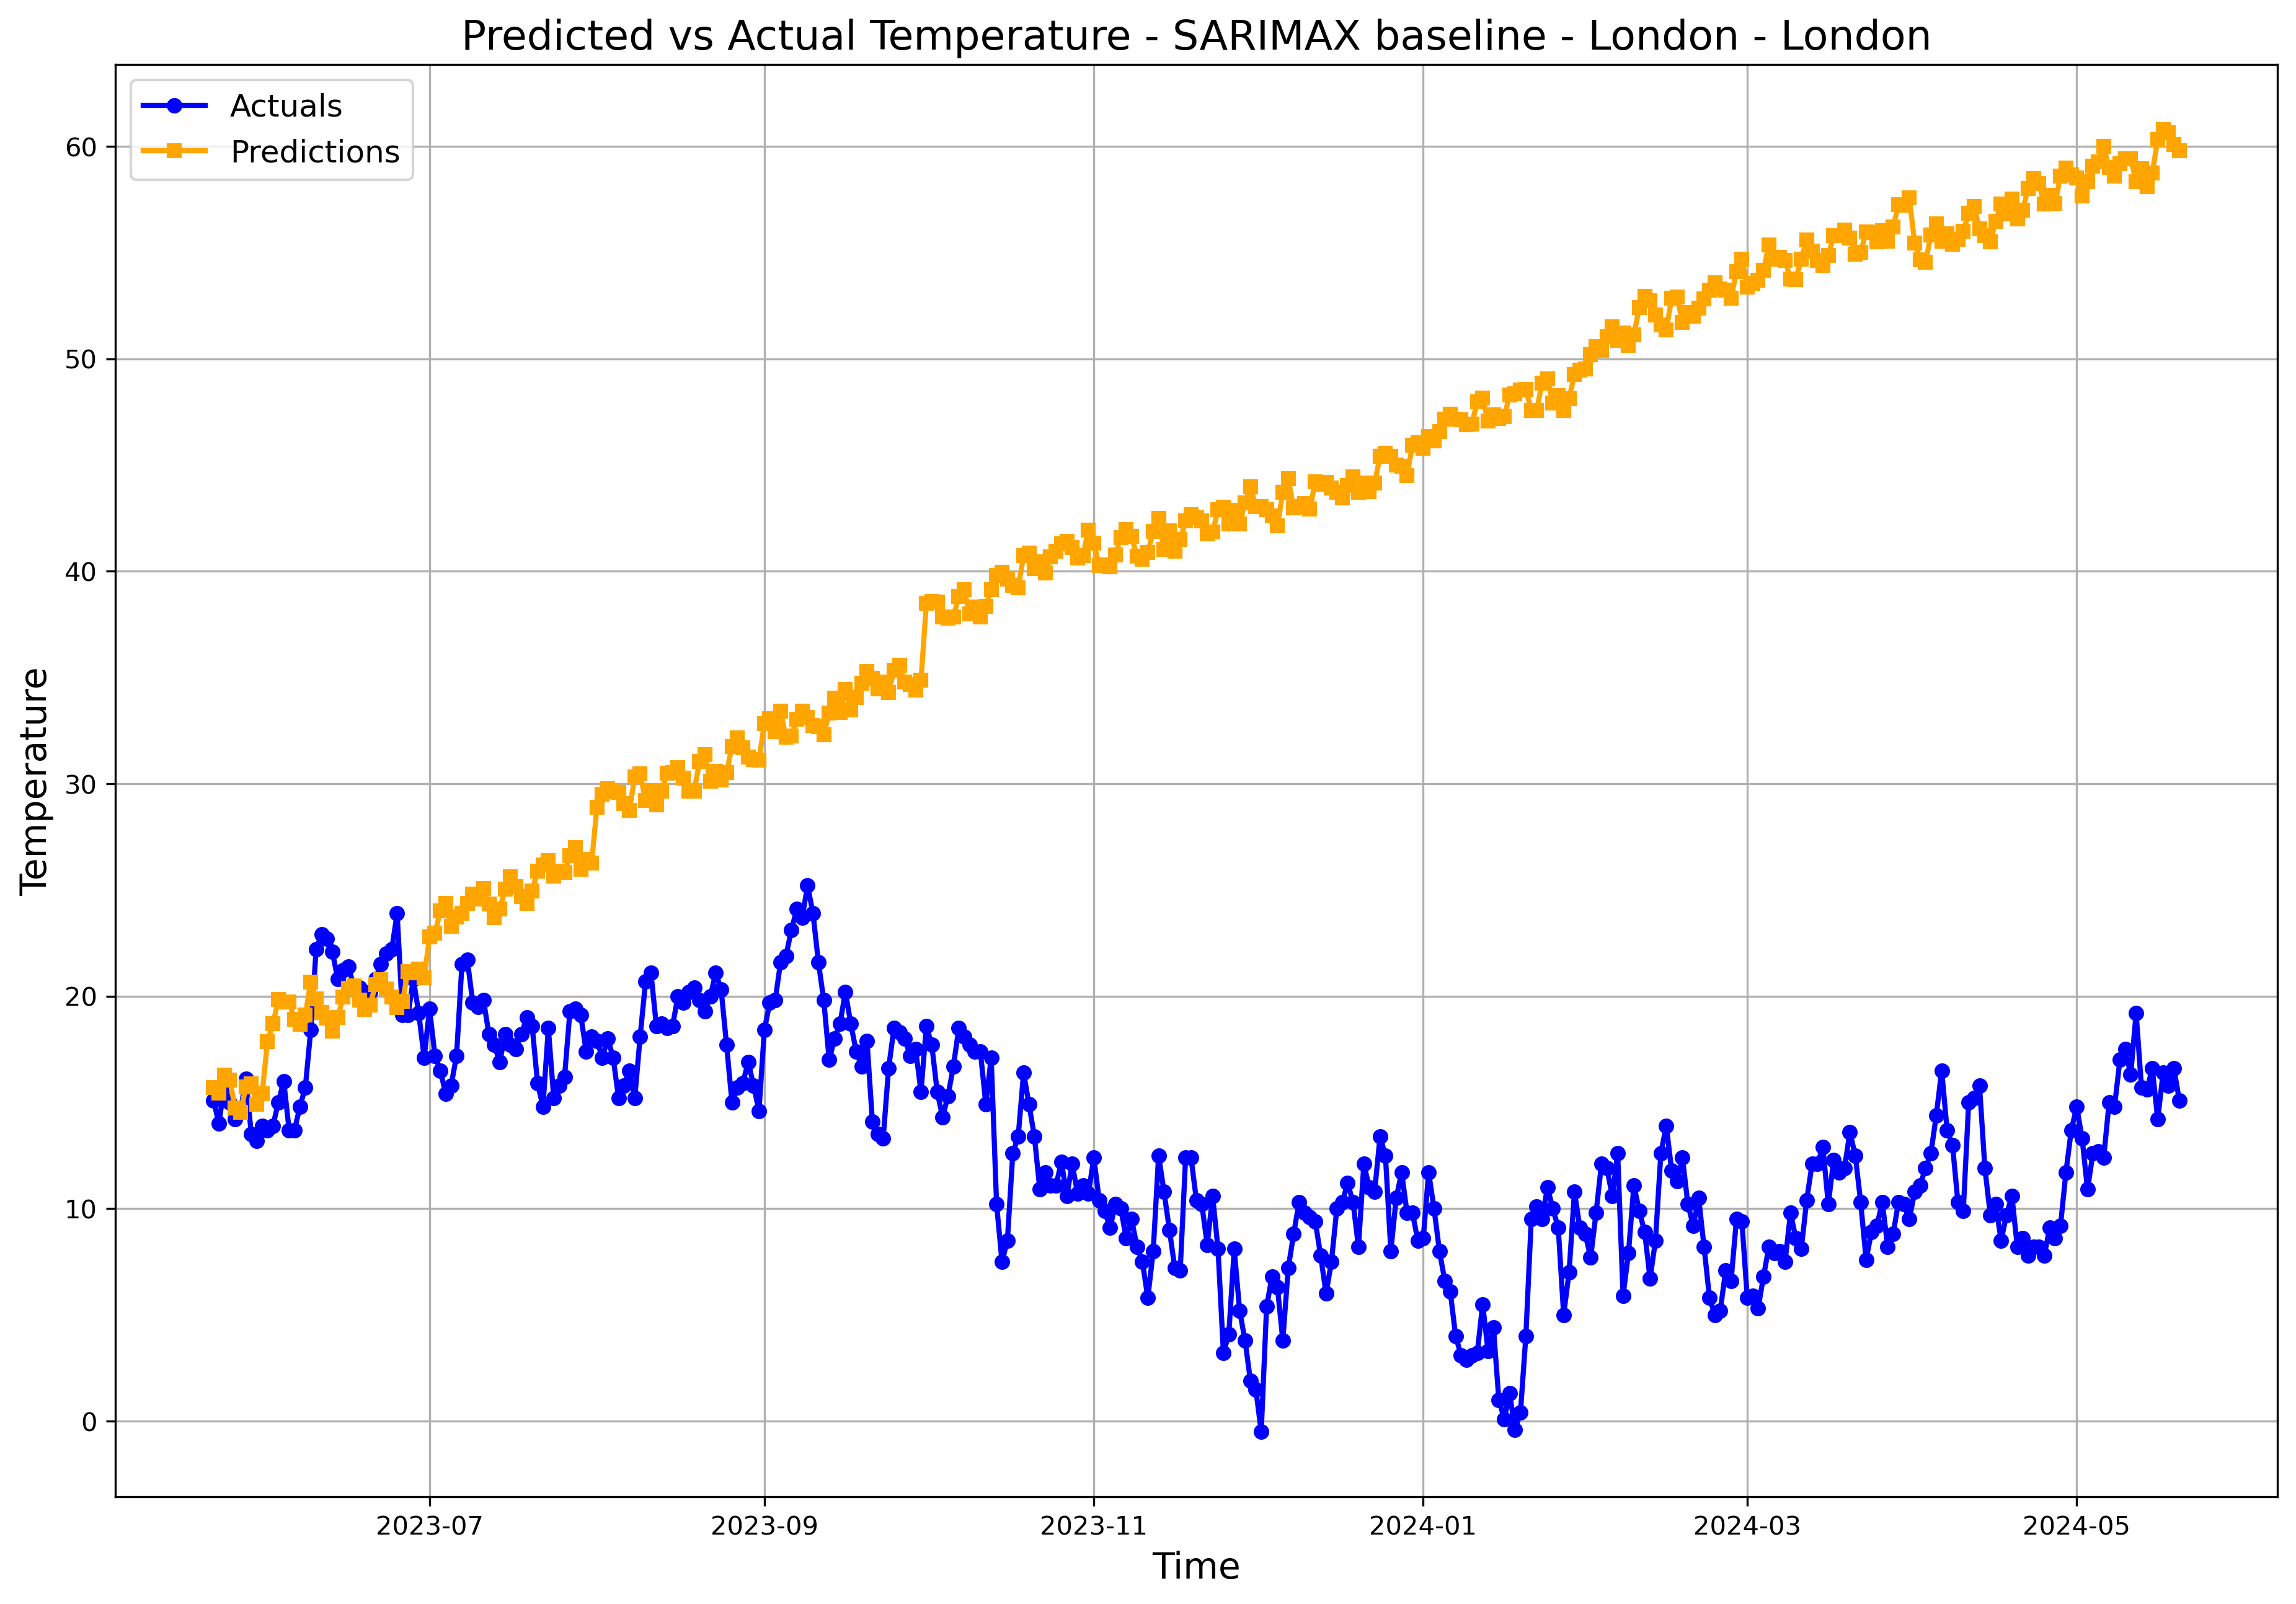 Predicted vs Actual Temperature - SARIMAX baseline - London - London
Actuals
Predictions
60
50
40
30
20
10
0
Temperature
2023-07
2023-09
2023-11
2024-01
2024-03
2024-05
Time